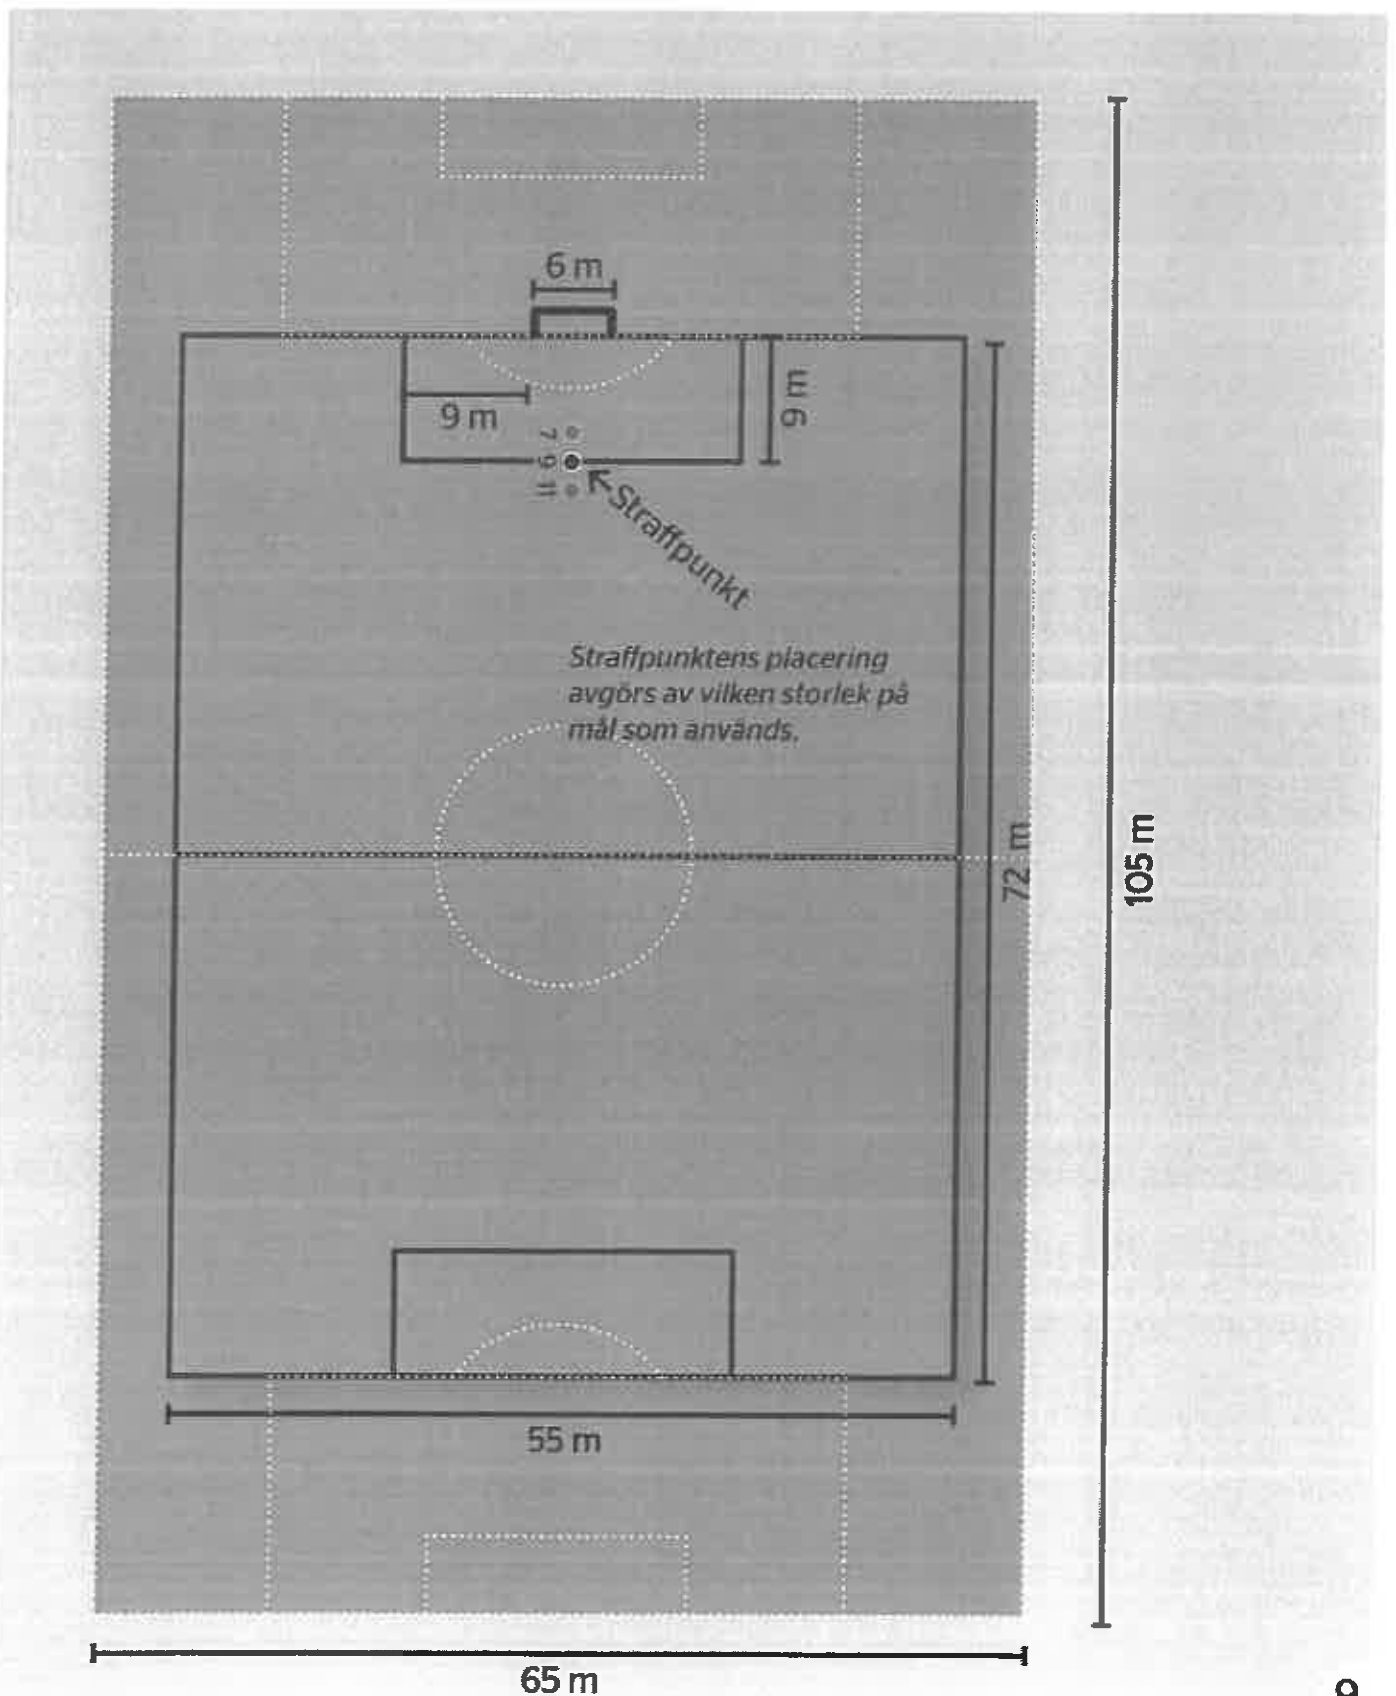 6 m
9 m
9 m
7
9
11
Straffpunkt
Straffpunktens placering
avgörs av vilken storlek på
mål som används.
72 m
105 m
55 m
65 m
9